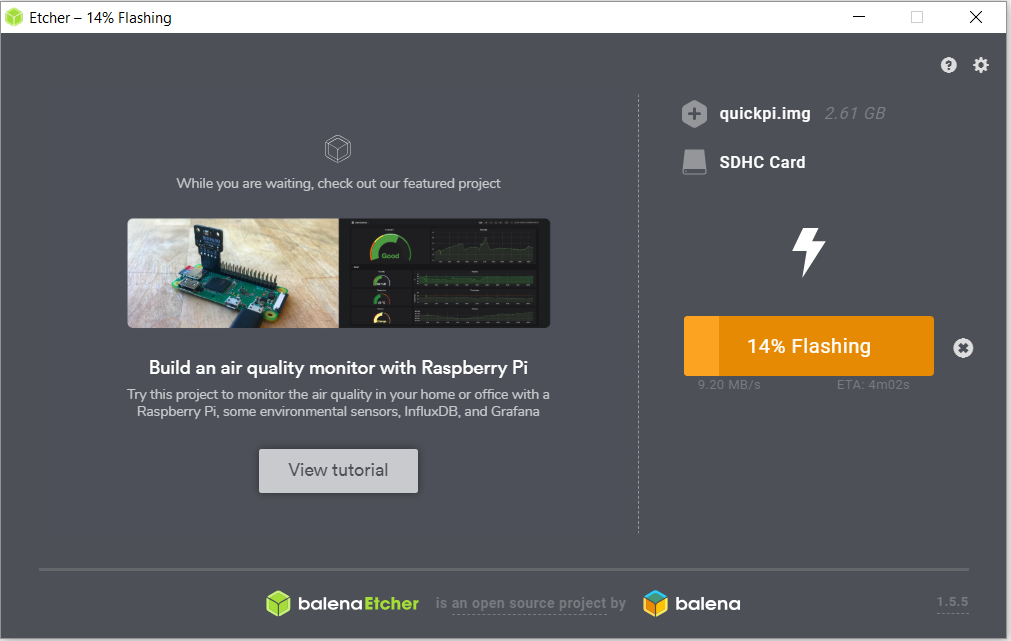 Etcher – 14% Flashing
While you are waiting, check out our featured project
Good
Build an air quality monitor with Raspberry Pi
Try this project to monitor the air quality in your home or office with a
Raspberry Pi, some environmental sensors, InfluxDB, and Grafana
View tutorial
quickpi.img 2.61 GB
SDHC Card
14% Flashing
9.20 MB/s ETA: 4m02s
balenaEtcher is an open source project by balena 1.5.5